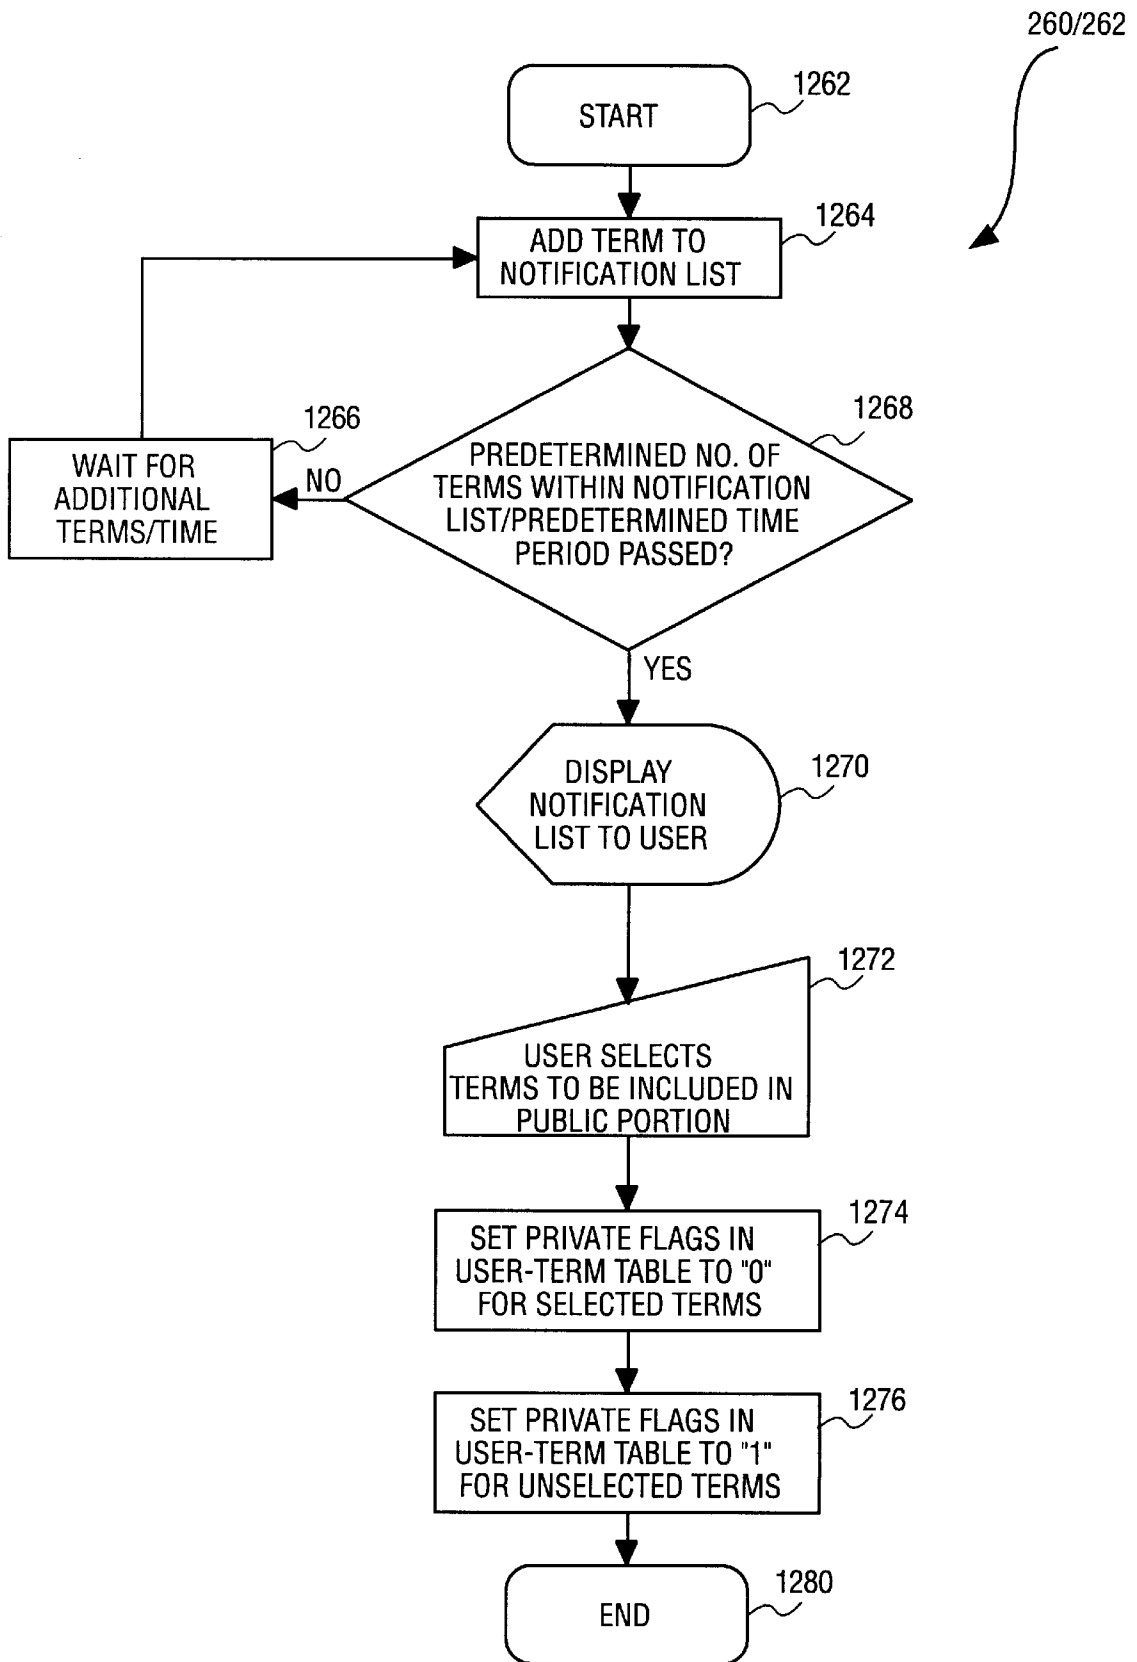 260/262
START
1262
ADD TERM TO
NOTIFICATION LIST
1264
PREDETERMINED NO. OF
TERMS WITHIN NOTIFICATION
LIST/PREDETERMINED TIME
PERIOD PASSED?
1268
NO
WAIT FOR
ADDITIONAL
TERMS/TIME
1266
YES
DISPLAY
NOTIFICATION
LIST TO USER
1270
USER SELECTS
TERMS TO BE INCLUDED IN
PUBLIC PORTION
1272
SET PRIVATE FLAGS IN
USER-TERM TABLE TO "0"
FOR SELECTED TERMS
1274
SET PRIVATE FLAGS IN
USER-TERM TABLE TO "1"
FOR UNSELECTED TERMS
1276
END
1280